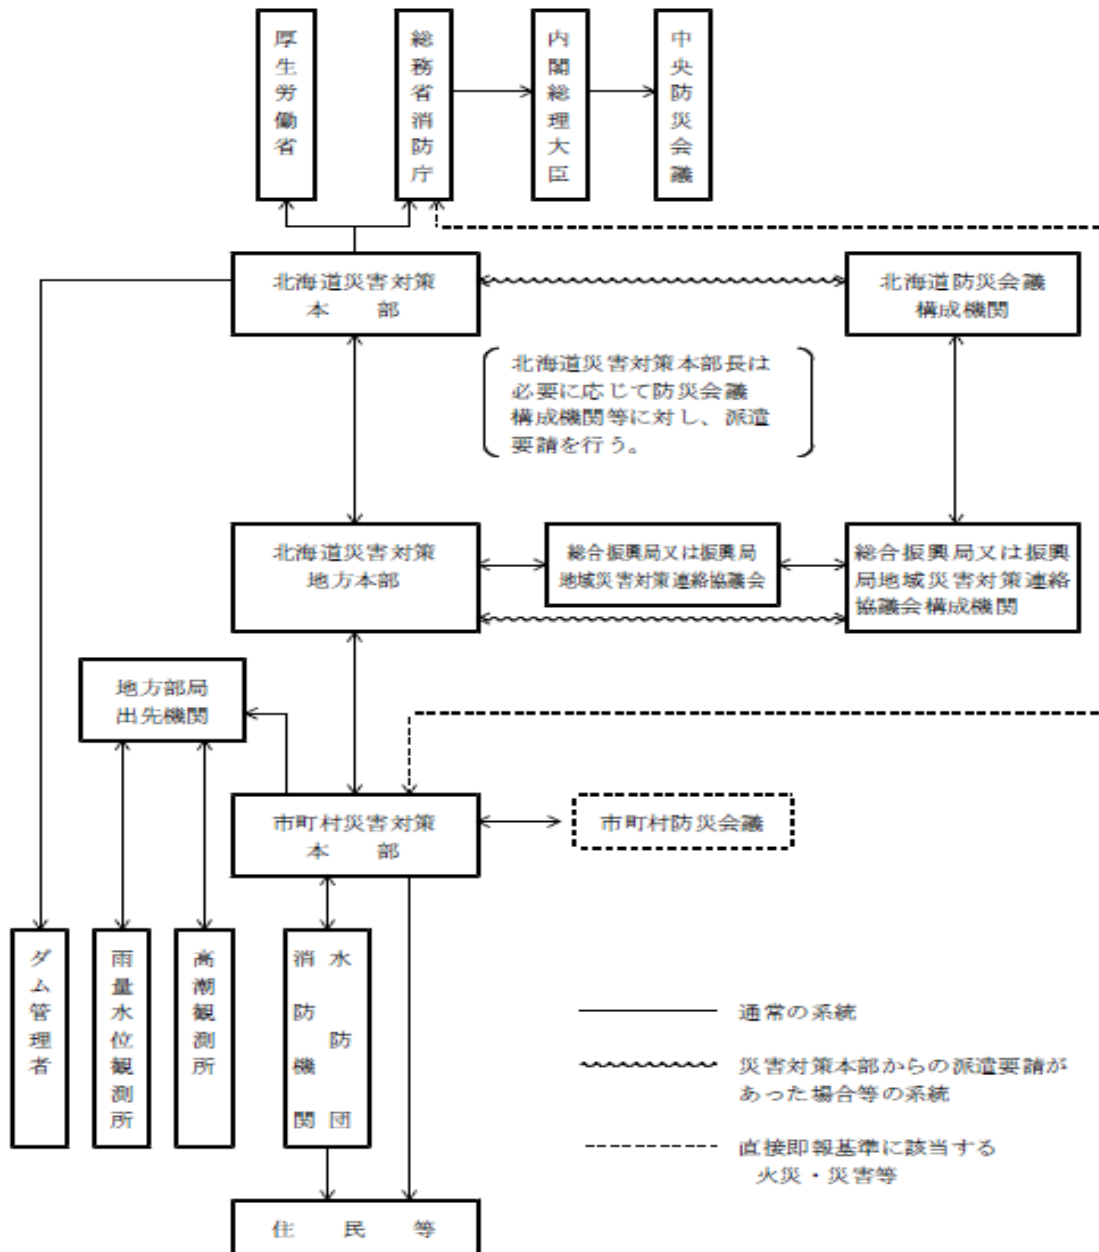 厚生労働省
総務省消防庁
内閣総理大臣
中央防災会議
北海道災害対策
本　　部
北海道防災会議
構成機関
北海道災害対策本部長は
必要に応じて防災会議
構成機関等に対し、派遣
要請を行う。
北海道災害対策
地方本部
総合振興局又は振興局
地域災害対策連絡協議会
総合振興局又は振興
局地域災害対策連絡
協議会構成機関
地方部局
出先機関
市町村災害対策
本　　部
市町村防災会議
ダム管理者
雨量水位観測所
高潮観測所
消防機関
水防団
通常の系統
災害対策本部からの派遣要請が
あった場合等の系統
直接即報基準に該当する
火災・災害等
住　民　等